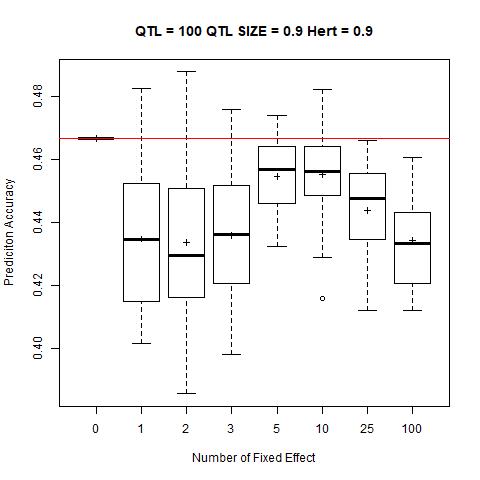 QTL = 100 QTL SIZE = 0.9 Hert = 0.9
Prediciton Accuracy
0.48
0.46
0.44
0.42
0.40
0 1 2 3 5 10 25 100
Number of Fixed Effect